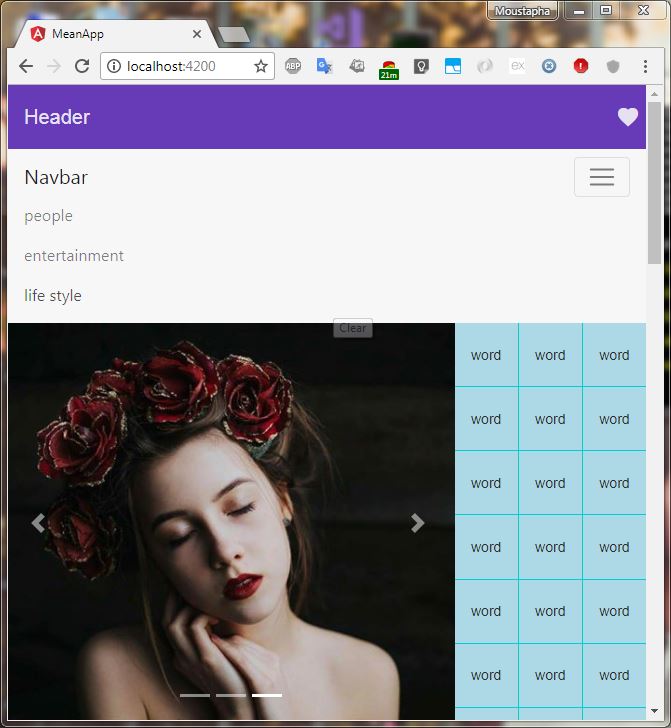 Moustapha
MeanApp
localhost:4200
ABP
21m
ex
Header
Navbar
people
entertainment
life style
Clear
word word word
word word word
word word word
word word word
word word word
word word word